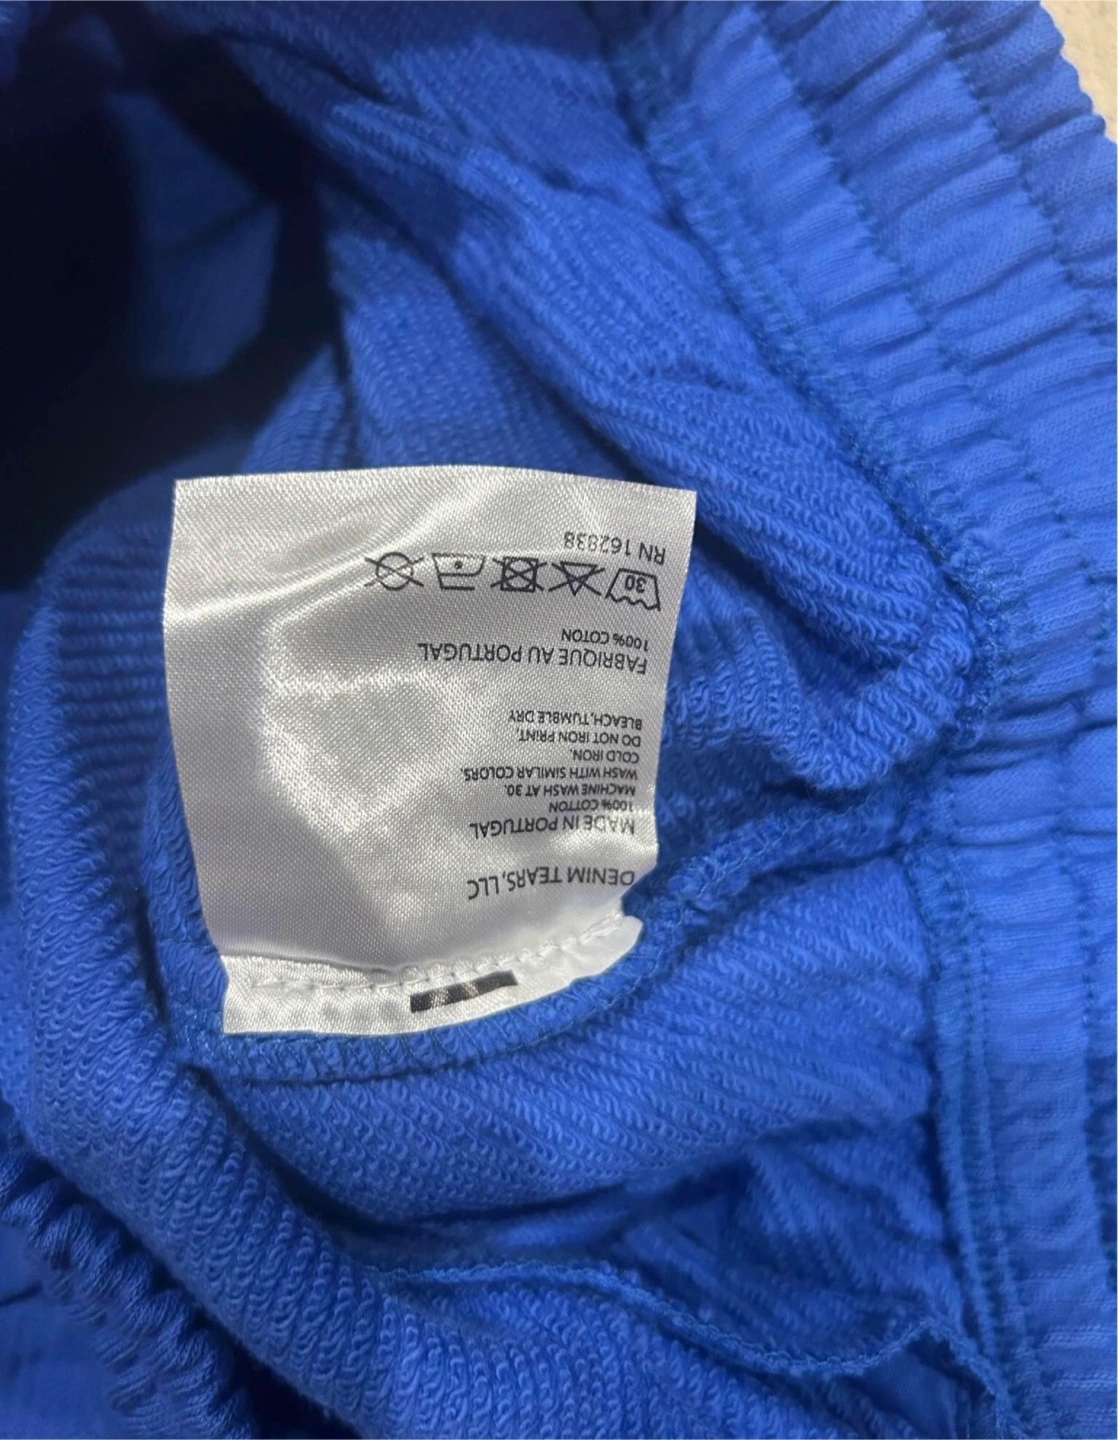 DENIM TEARS, LLC
MADE IN PORTUGAL
100% COTTON
MACHINE WASH AT 30.
WASH WITH SIMILAR COLORS.
COLD IRON.
DO NOT IRON PRINT,
BLEACH, TUMBLE DRY
FABRIQUE AU PORTUGAL
100% COTON
30
RN 162838